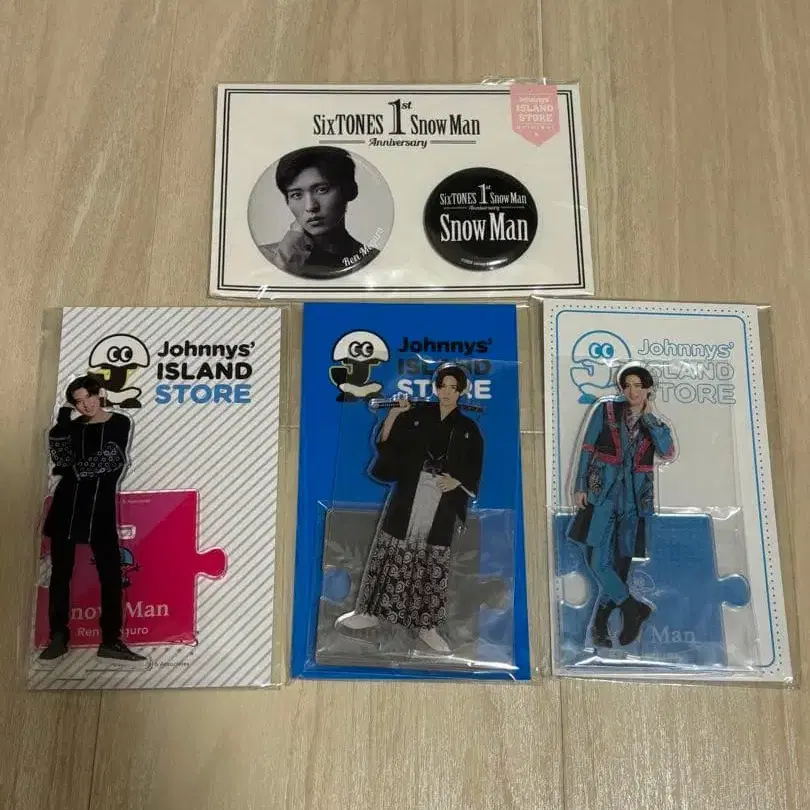 SixTONES 1st Snow Man
Anniversary
Johnnys'
ISLAND
STORE
Ren Meguro
SixTONES 1st Snow Man
Anniversary
Snow Man
Johnnys'
ISLAND
STORE
Snow Man
Ren Meguro
Johnnys'
ISLAND
STORE
Johnnys'
ISLAND
STORE
Man